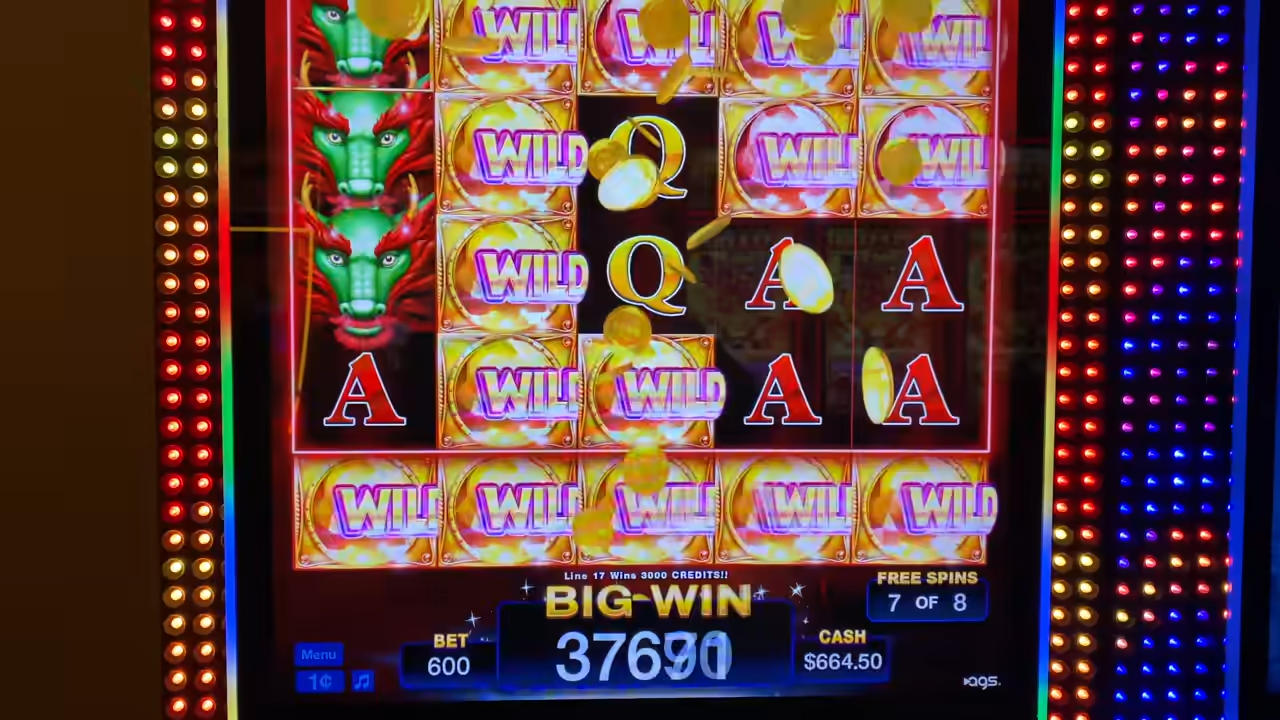 WILD WILD WILD WILD
WILD Q WILD WILD
WILD Q A A
A WILD WILD A A
WILD WILD WILD WILD WILD
Line 17 Wins 3000 CREDITS!!
BIG WIN
FREE SPINS
7 OF 8
BET
600
CASH
$664.50
Menu
1¢
ags.